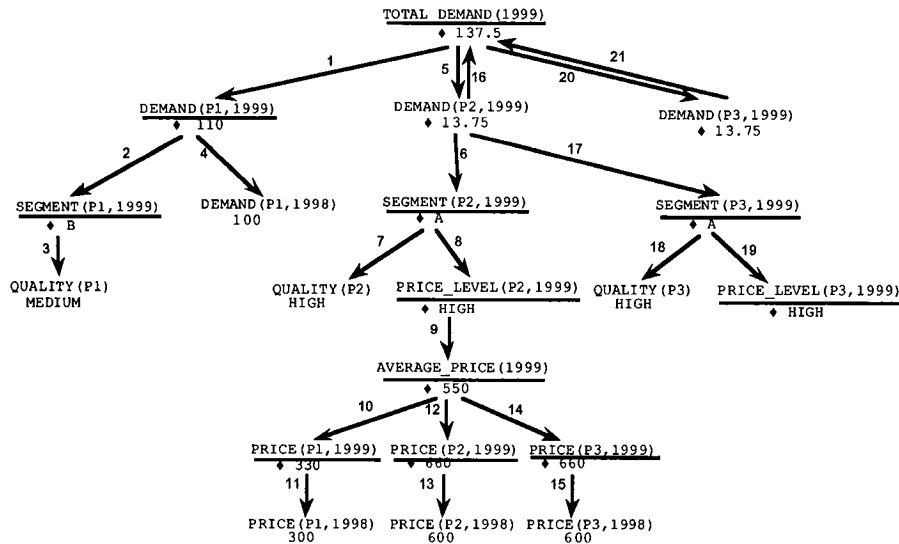 TOTAL DEMAND(1999)
♦ 137.5
1
5
16
20
21
DEMAND(P1,1999)
♦ 110
DEMAND(P2,1999)
♦ 13.75
DEMAND(P3,1999)
♦ 13.75
2
4
6
17
SEGMENT(P1,1999)
♦ B
DEMAND(P1,1998)
100
SEGMENT(P2,1999)
♦ A
SEGMENT(P3,1999)
♦ A
3
7
8
18
19
QUALITY(P1)
MEDIUM
QUALITY(P2)
HIGH
PRICE_LEVEL(P2,1999)
♦ HIGH
QUALITY(P3)
HIGH
PRICE_LEVEL(P3,1999)
♦ HIGH
9
AVERAGE_PRICE(1999)
♦ 550
10
12
14
PRICE(P1,1999)
♦ 330
PRICE(P2,1999)
♦ 660
PRICE(P3,1999)
♦ 660
11
13
15
PRICE(P1,1998)
300
PRICE(P2,1998)
600
PRICE(P3,1998)
600